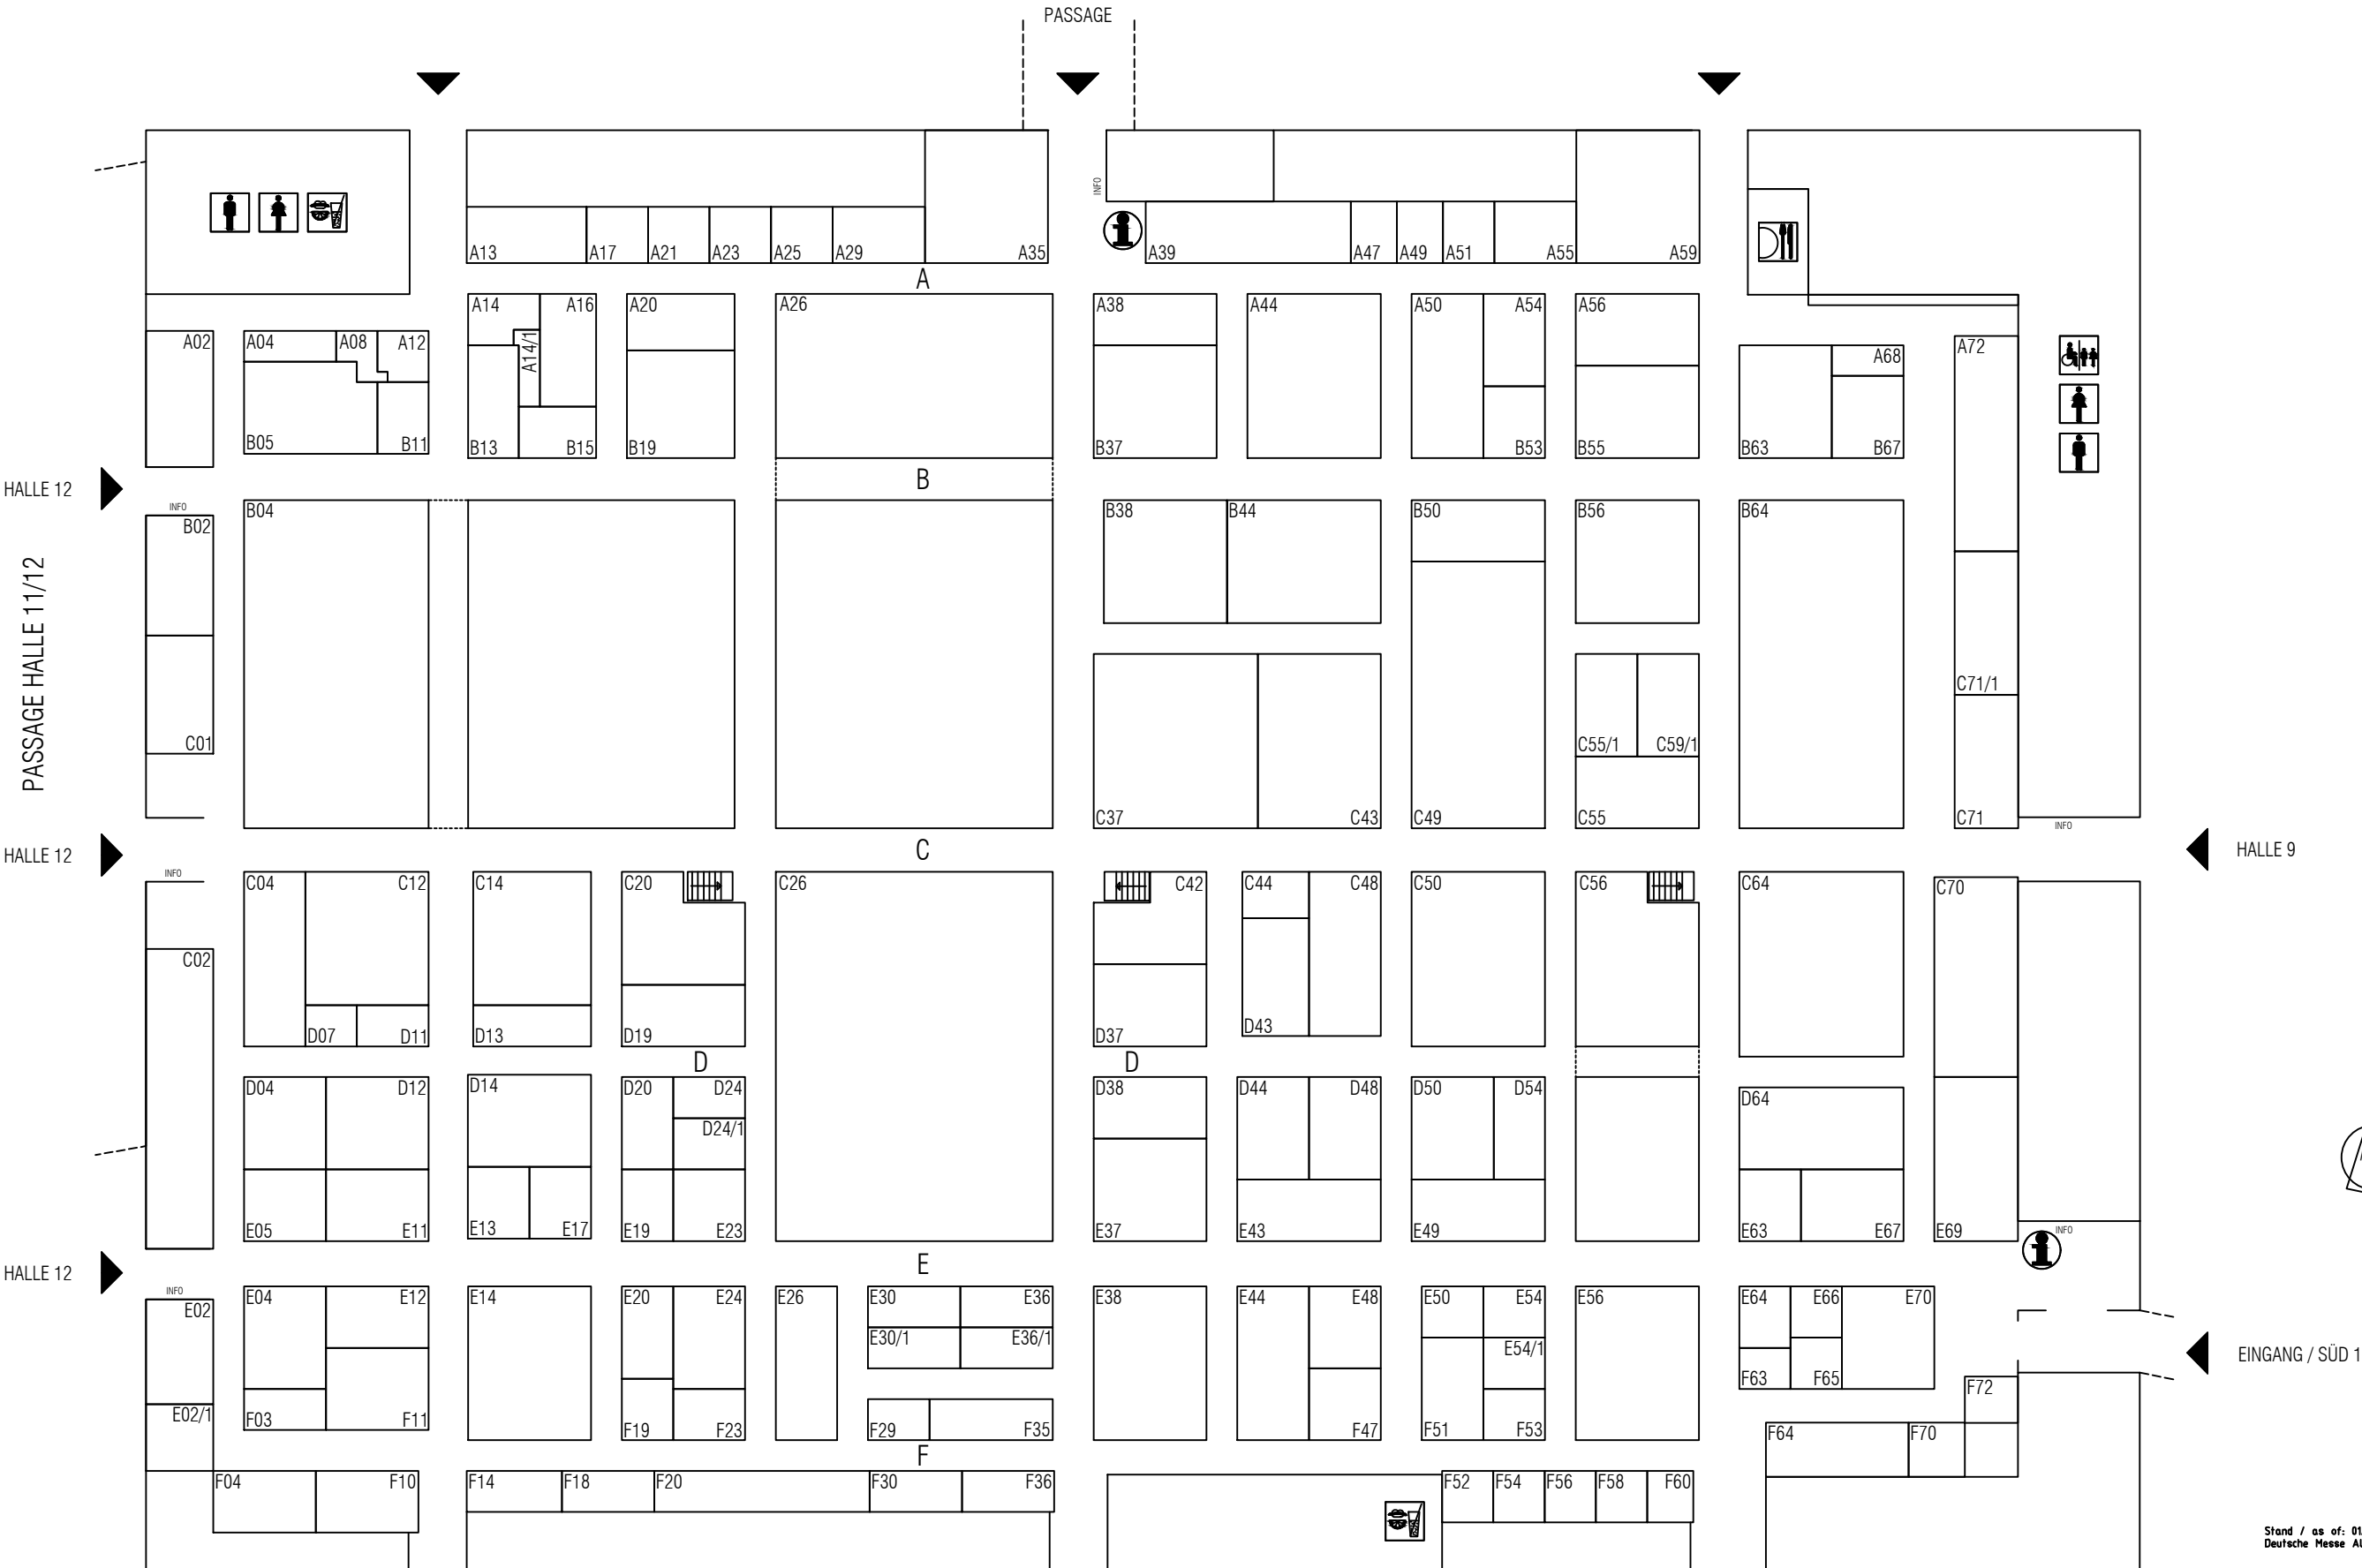 PASSAGE
INFO
A13 A17 A21 A23 A25 A29 A35 A39 A47 A49 A51 A55 A59
A
A14 A16 A20 A26 A38 A44 A50 A54 A56
A14/1
A02 A04 A08 A12 A68 A72
B05 B11 B13 B15 B19 B37 B53 B55 B63 B67
B
HALLE 12
INFO
B02 B04 B38 B44 B50 B56 B64
PASSAGE HALLE 11/12
C71/1
C01 C55/1 C59/1
C37 C43 C49 C55 C71
INFO
C
HALLE 12
HALLE 9
INFO
C04 C12 C14 C20 C26 C42 C44 C48 C50 C56 C64 C70
C02
D43
D07 D11 D13 D19 D37
D D
D04 D12 D14 D20 D24 D38 D44 D48 D50 D54 D64
D24/1
E05 E11 E13 E17 E19 E23 E37 E43 E49 E63 E67 E69
INFO
E
HALLE 12
INFO
E02 E04 E12 E14 E20 E24 E26 E30 E36 E38 E44 E48 E50 E54 E56 E64 E66 E70
E30/1 E36/1 E54/1
EINGANG / SÜD 1
F63 F65 F72
E02/1 F03 F11 F19 F23 F29 F35 F47 F51 F53 F64 F70
F
F04 F10 F14 F18 F20 F30 F36 F52 F54 F56 F58 F60
Stand / as of: 01
Deutsche Messe